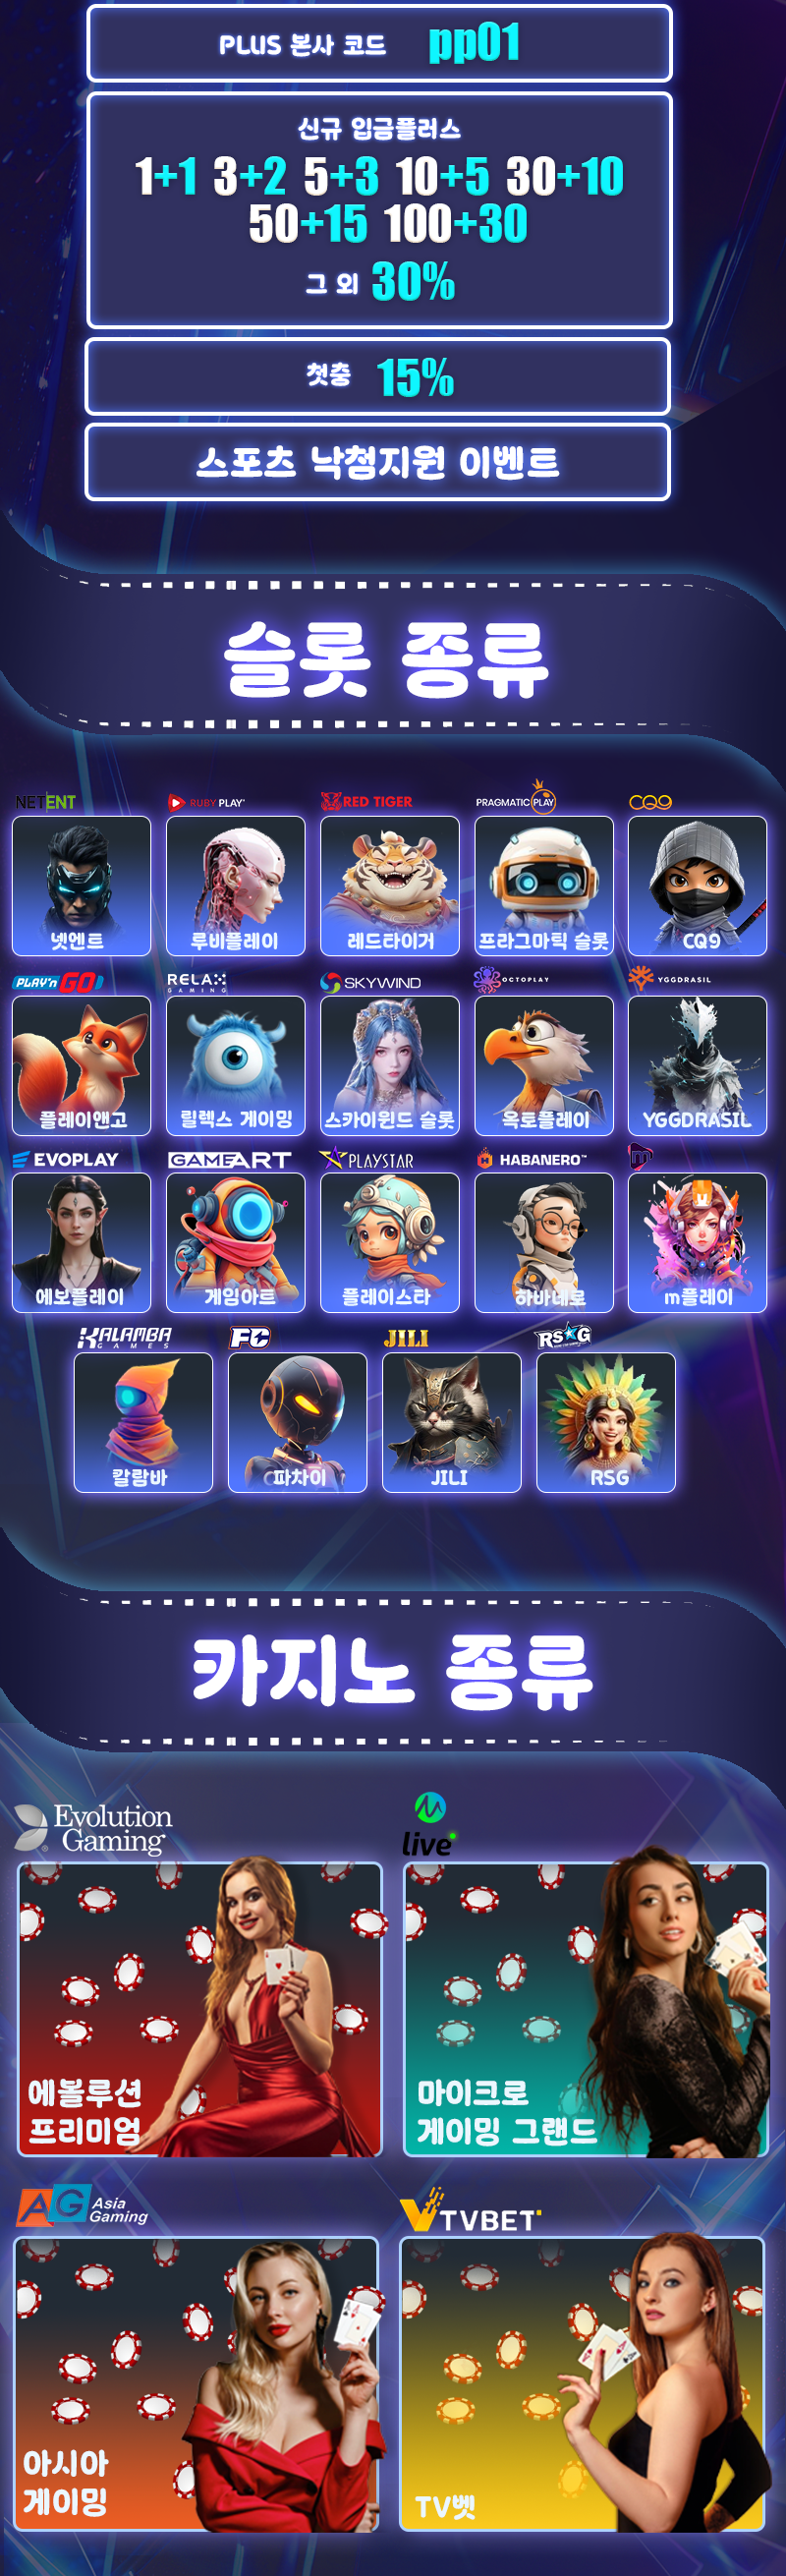 PLUS 본사 코드 pp01
신규 입금플러스
1+1 3+2 5+3 10+5 30+10
50+15 100+30
그 외 30%
첫충 15%
스포츠 낙첨지원 이벤트
슬롯 종류
NETENT RUBY PLAY RED TIGER PRAGMATIC PLAY CQ9
넷엔트 루비플레이 레드타이거 프라그마틱 슬롯 CQ9
PLAY'n GO RELAX GAMING SKYWIND OCTOPLAY YGGDRASIL
플레이앤고 릴렉스 게이밍 스카이윈드 슬롯 옥토플레이 YGGDRASIL
EVOPLAY GAMEART PLAYSTAR HABANERO™ m
에보플레이 게임아트 플레이스타 하바네로 m플레이
KALAMBA GAMES FC JILI RSG
칼람바 파차이 JILI RSG
카지노 종류
Evolution Gaming live
에볼루션 마이크로
프리미엄 게이밍 그랜드
AG Asia Gaming TVBET
아시아
게이밍 TV벳